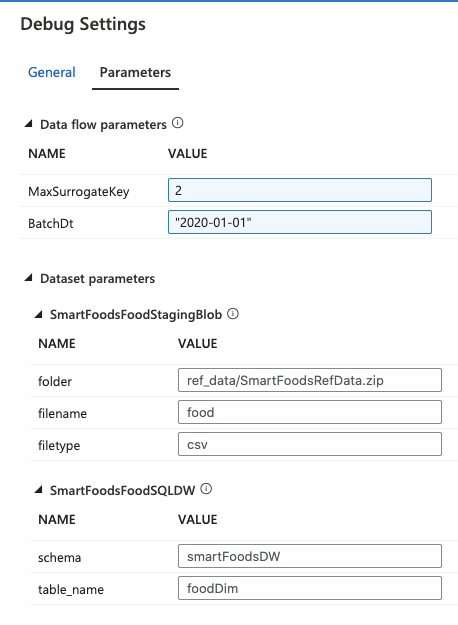 Debug Settings
General Parameters
Data flow parameters
NAME VALUE
MaxSurrogateKey 2
BatchDt "2020-01-01"
Dataset parameters
SmartFoodsFoodStagingBlob
NAME VALUE
folder ref_data/SmartFoodsRefData.zip
filename food
filetype csv
SmartFoodsFoodSQLDW
NAME VALUE
schema smartFoodsDW
table_name foodDim